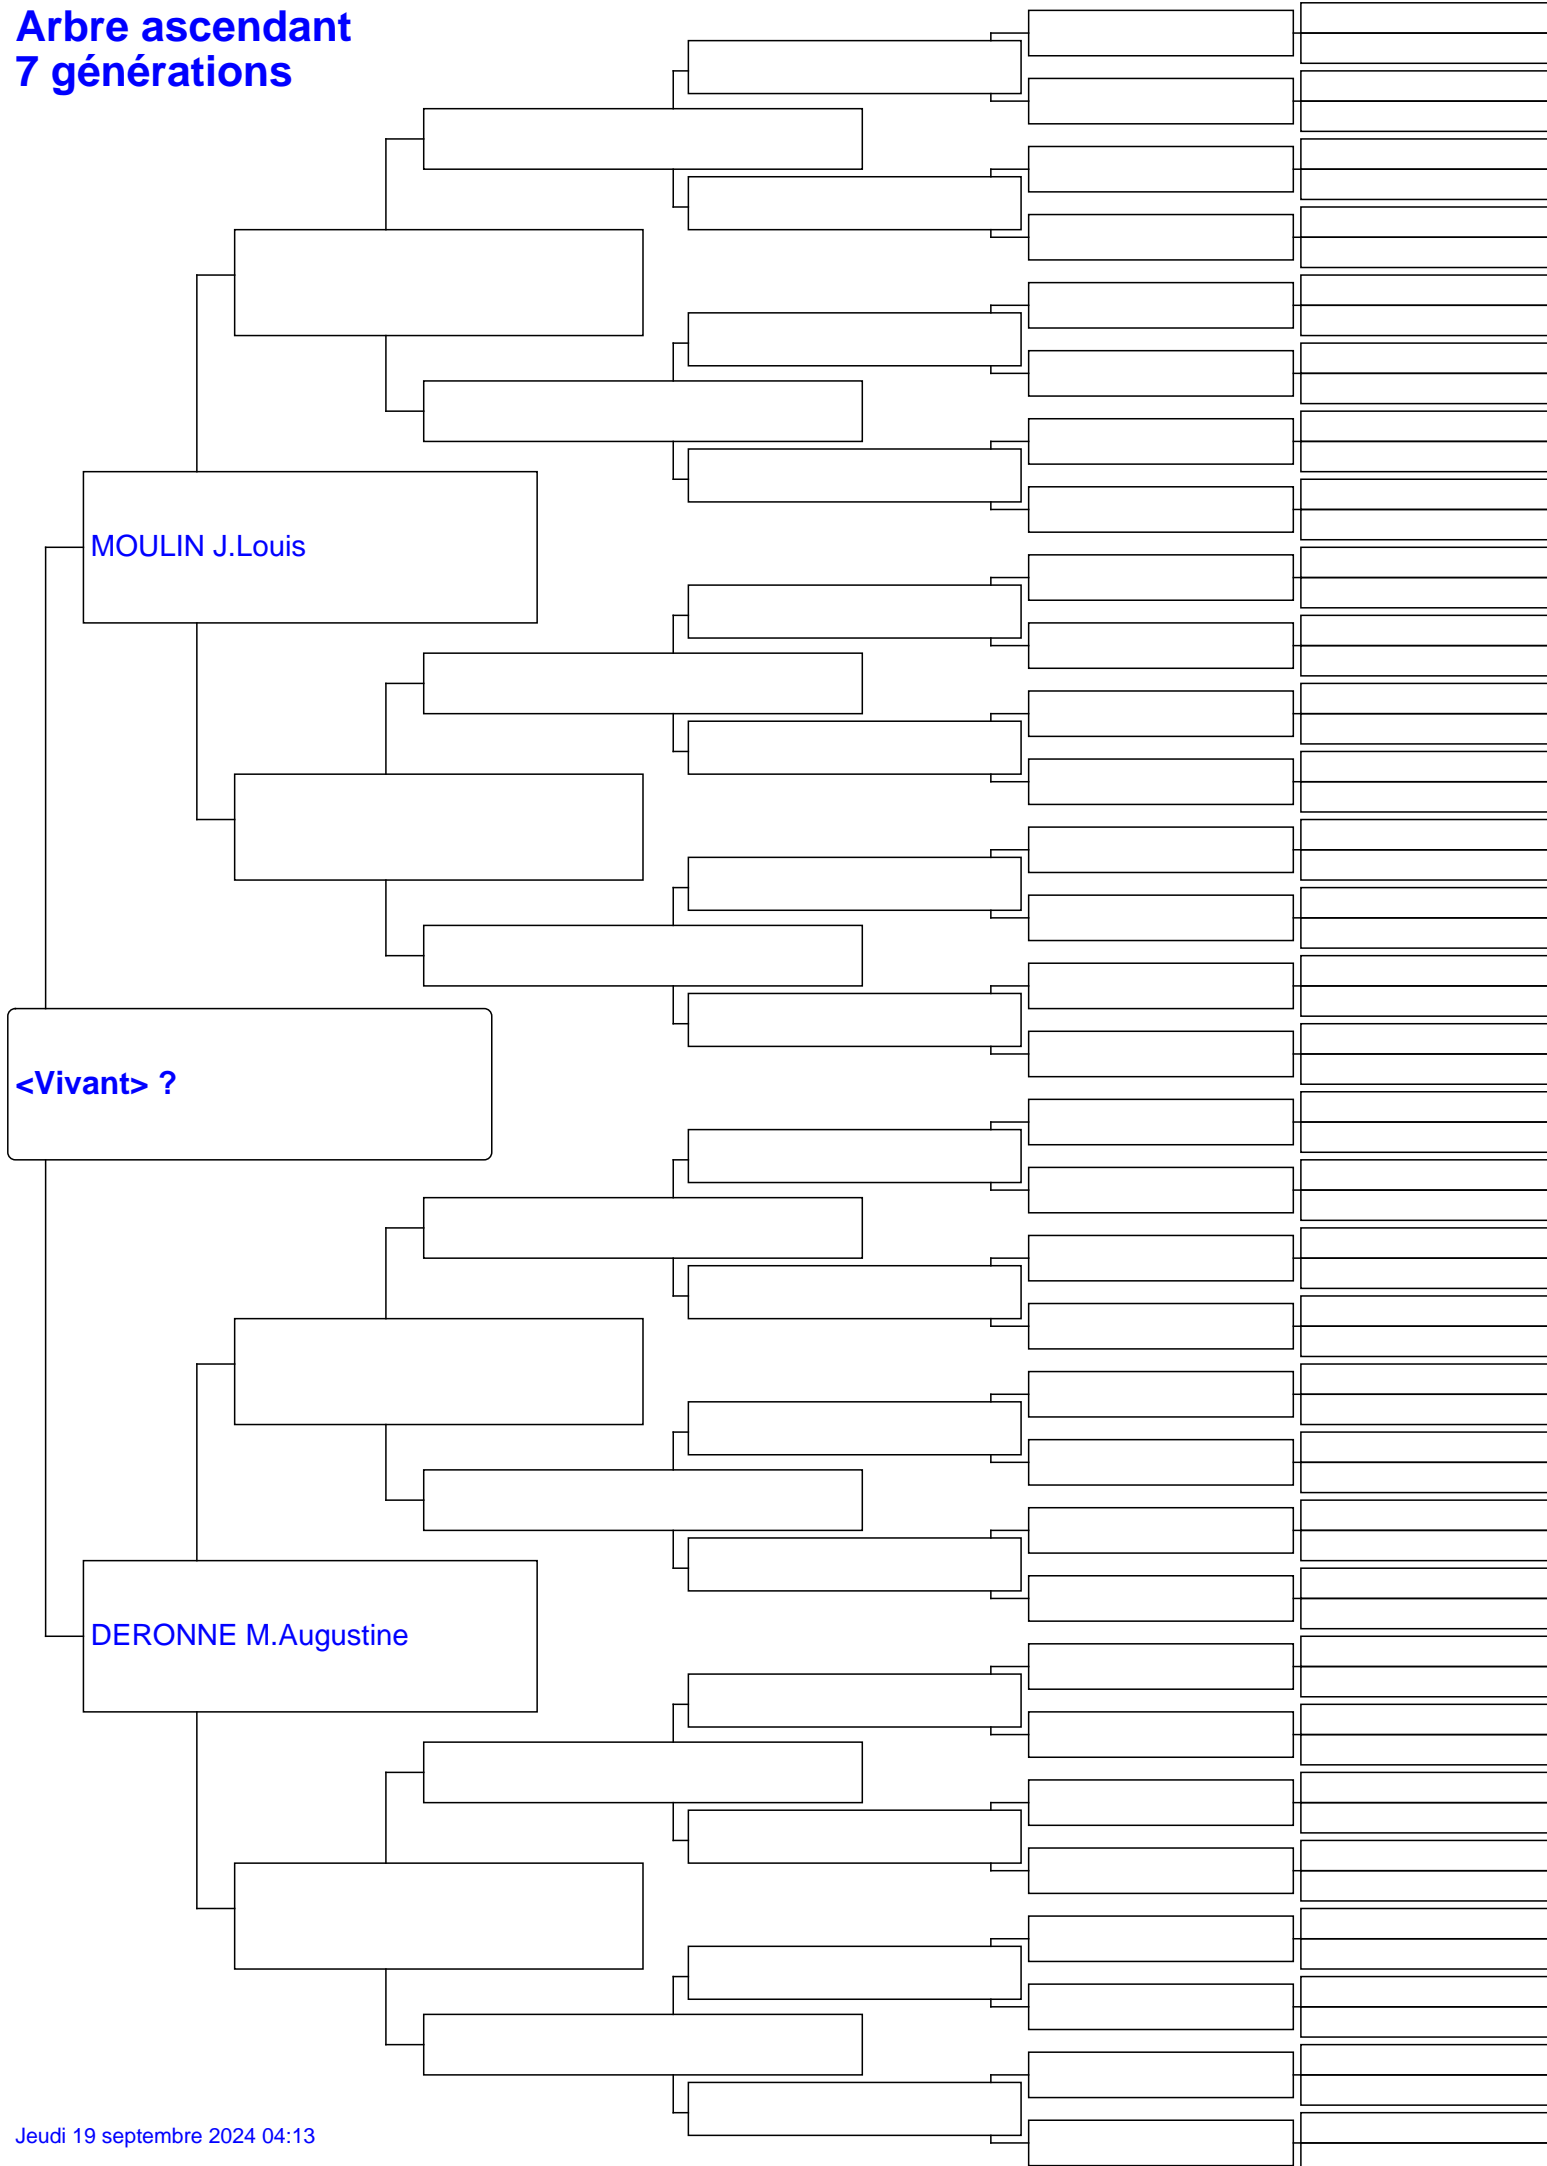 Arbre ascendant
7 générations
MOULIN J.Louis
<Vivant> ?
DERONNE M.Augustine
Jeudi 19 septembre 2024 04:13